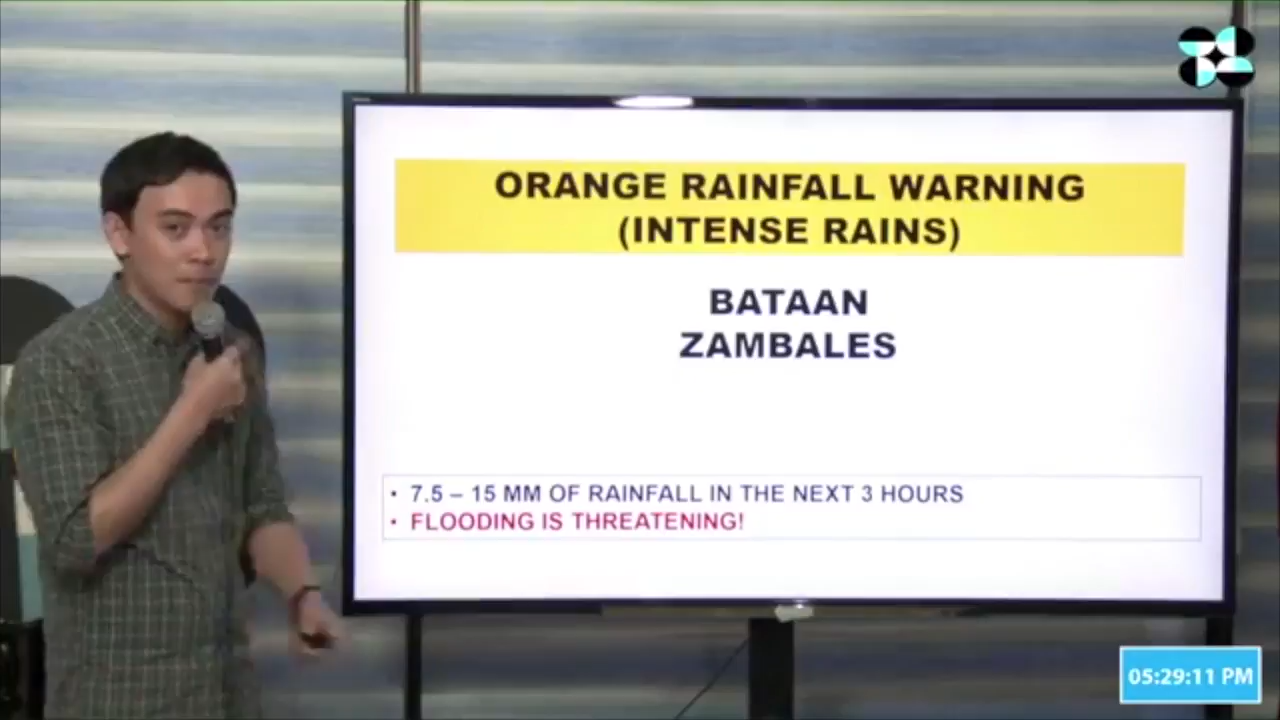 ORANGE RAINFALL WARNING
(INTENSE RAINS)
BATAAN
ZAMBALES
• 7.5 – 15 MM OF RAINFALL IN THE NEXT 3 HOURS
• FLOODING IS THREATENING!
05:29:11 PM